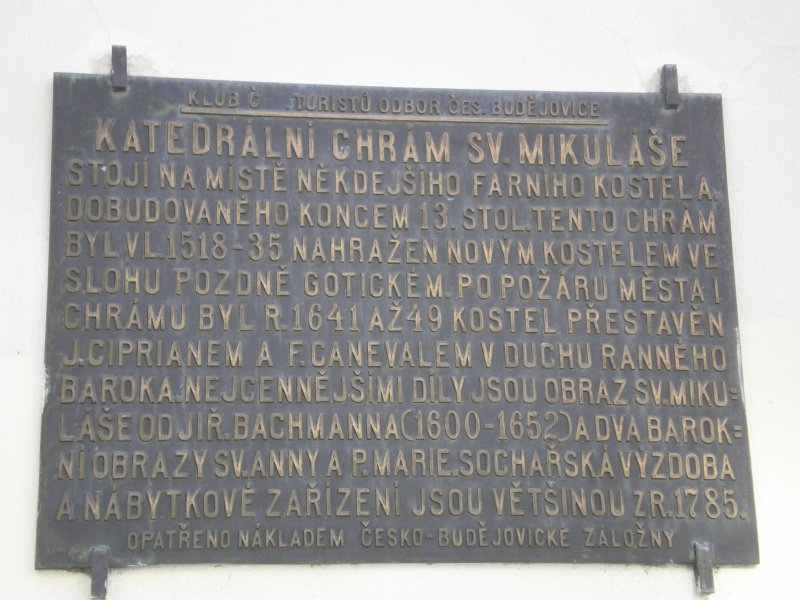 KLUB Č TURISTŮ ODBOR ČES. BUDĚJOVICE
KATEDRÁLNÍ CHRÁM SV. MIKULÁŠE
STOJÍ NA MÍSTĚ NĚKDEJŠÍHO FARNÍHO KOSTELA,
DOBUDOVANÉHO KONCEM 13. STOL. TENTO CHRÁM
BYL V L. 1518-35 NAHRAŽEN NOVÝM KOSTELEM VE
SLOHU POZDNĚ GOTICKÉM. PO POŽÁRU MĚSTA I
CHRÁMU BYL R. 1641 AŽ 49 KOSTEL PŘESTAVĚN
J. CIPRIANEM A F. CANEVALEM V DUCHU RANNÉHO
BAROKA. NEJCENNĚJŠÍMI DÍLY JSOU OBRAZ SV. MIKU=
LÁŠE OD JIŘ. BACHMANNA (1600-1652) A DVA BAROK=
NÍ OBRAZY SV. ANNY A P. MARIE. SOCHAŘSKÁ VÝZDOBA
A NÁBYTKOVÉ ZAŘÍZENÍ JSOU VĚTŠINOU Z R. 1785.
OPATŘENO NÁKLADEM ČESKO-BUDĚJOVICKÉ ZÁLOŽNY